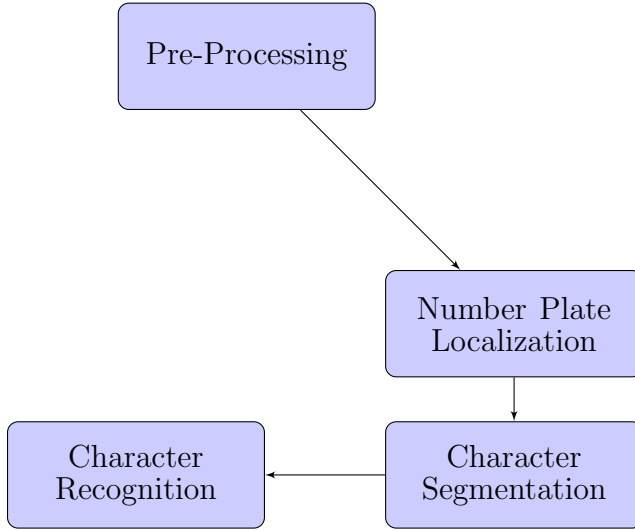 Pre-Processing
Number Plate
Localization
Character
Segmentation
Character
Recognition